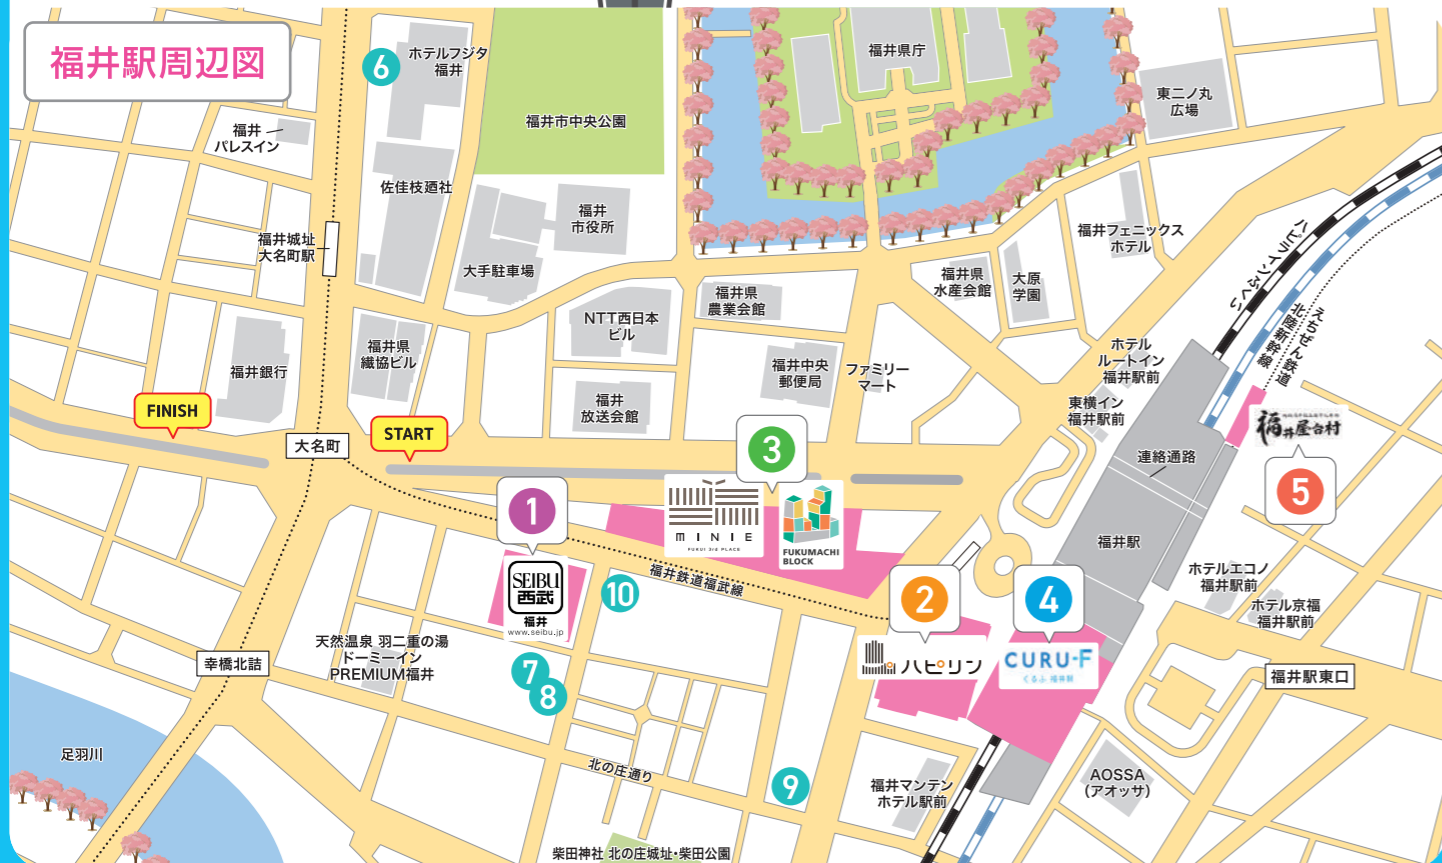 福井駅周辺図
6
ホテルフジタ
福井
福井市中央公園
福井県庁
東二ノ丸
広場
福井
パレスイン
佐佳枝廼社
福井
市役所
福井城址
大名町駅
大手駐車場
福井フェニックス
ホテル
ハピラインふくい
福井県
水産会館
大原
学園
福井県
農業会館
NTT西日本
ビル
北陸新幹線
えちぜん鉄道
福井県
繊協ビル
福井銀行
福井中央
郵便局
ファミリー
マート
ホテル
ルートイン
福井駅前
東横イン
福井駅前
福井
放送会館
FINISH
START
大名町
3
MINIE
FUKUI 3rd PLACE
FUKUMACHI
BLOCK
連絡通路
福井屋台村
5
1
SEIBU
西武
福井
www.seibu.jp
福井鉄道福武線
10
福井駅
2
ハピリン
4
CURU-F
くるふ 福井駅
ホテルエコノ
福井駅前
ホテル京福
福井駅前
福井駅東口
天然温泉 羽二重の湯
ドーミーイン
PREMIUM福井
幸橋北詰
7
8
足羽川
北の庄通り
9
福井マンテン
ホテル駅前
AOSSA
(アオッサ)
柴田神社 北の庄城址・柴田公園